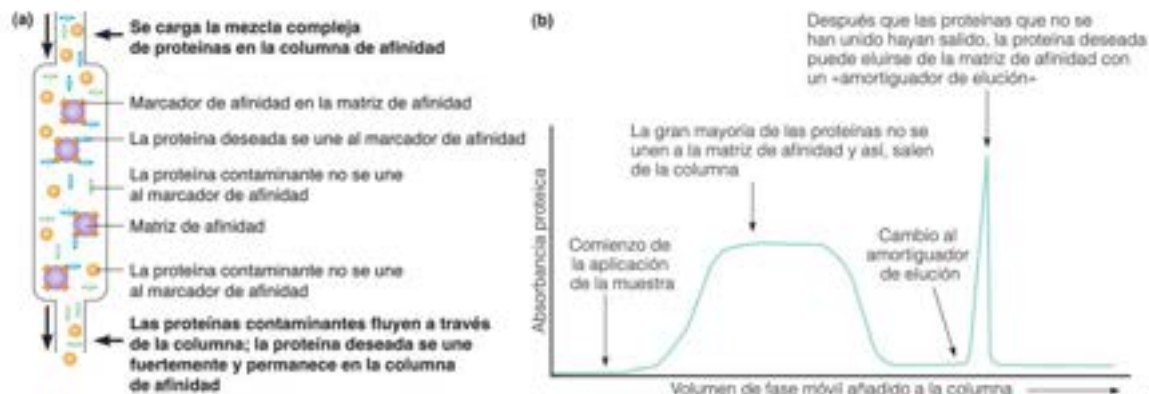 (a)
Se carga la mezcla compleja
de proteínas en la columna de afinidad
Marcador de afinidad en la matriz de afinidad
La proteína deseada se une al marcador de afinidad
La proteína contaminante no se une
al marcador de afinidad
Matriz de afinidad
La proteína contaminante no se une
al marcador de afinidad
Las proteínas contaminantes fluyen a través
de la columna; la proteína deseada se une
fuertemente y permanece en la columna
de afinidad
(b)
Después que las proteínas que no se
han unido hayan salido, la proteína deseada
puede eluirse de la matriz de afinidad con
un «amortiguador de elución»
La gran mayoría de las proteínas no se
unen a la matriz de afinidad y así, salen
de la columna
Comienzo de
la aplicación
de la muestra
Cambio al
amortiguador
de elución
Absorbancia proteica
Volumen de fase móvil añadido a la columna